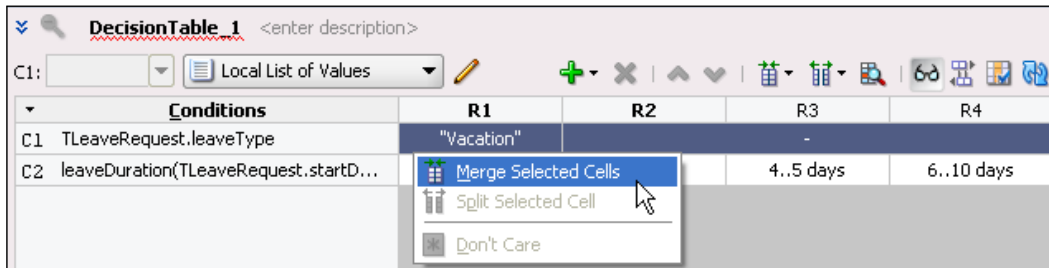 DecisionTable_1 <enter description>
C1: Local List of Values
Conditions R1 R2 R3 R4
C1 TLeaveRequest.leaveType "Vacation" -
C2 leaveDuration(TLeaveRequest.startD... 4..5 days 6..10 days
Merge Selected Cells
Split Selected Cell
Don't Care